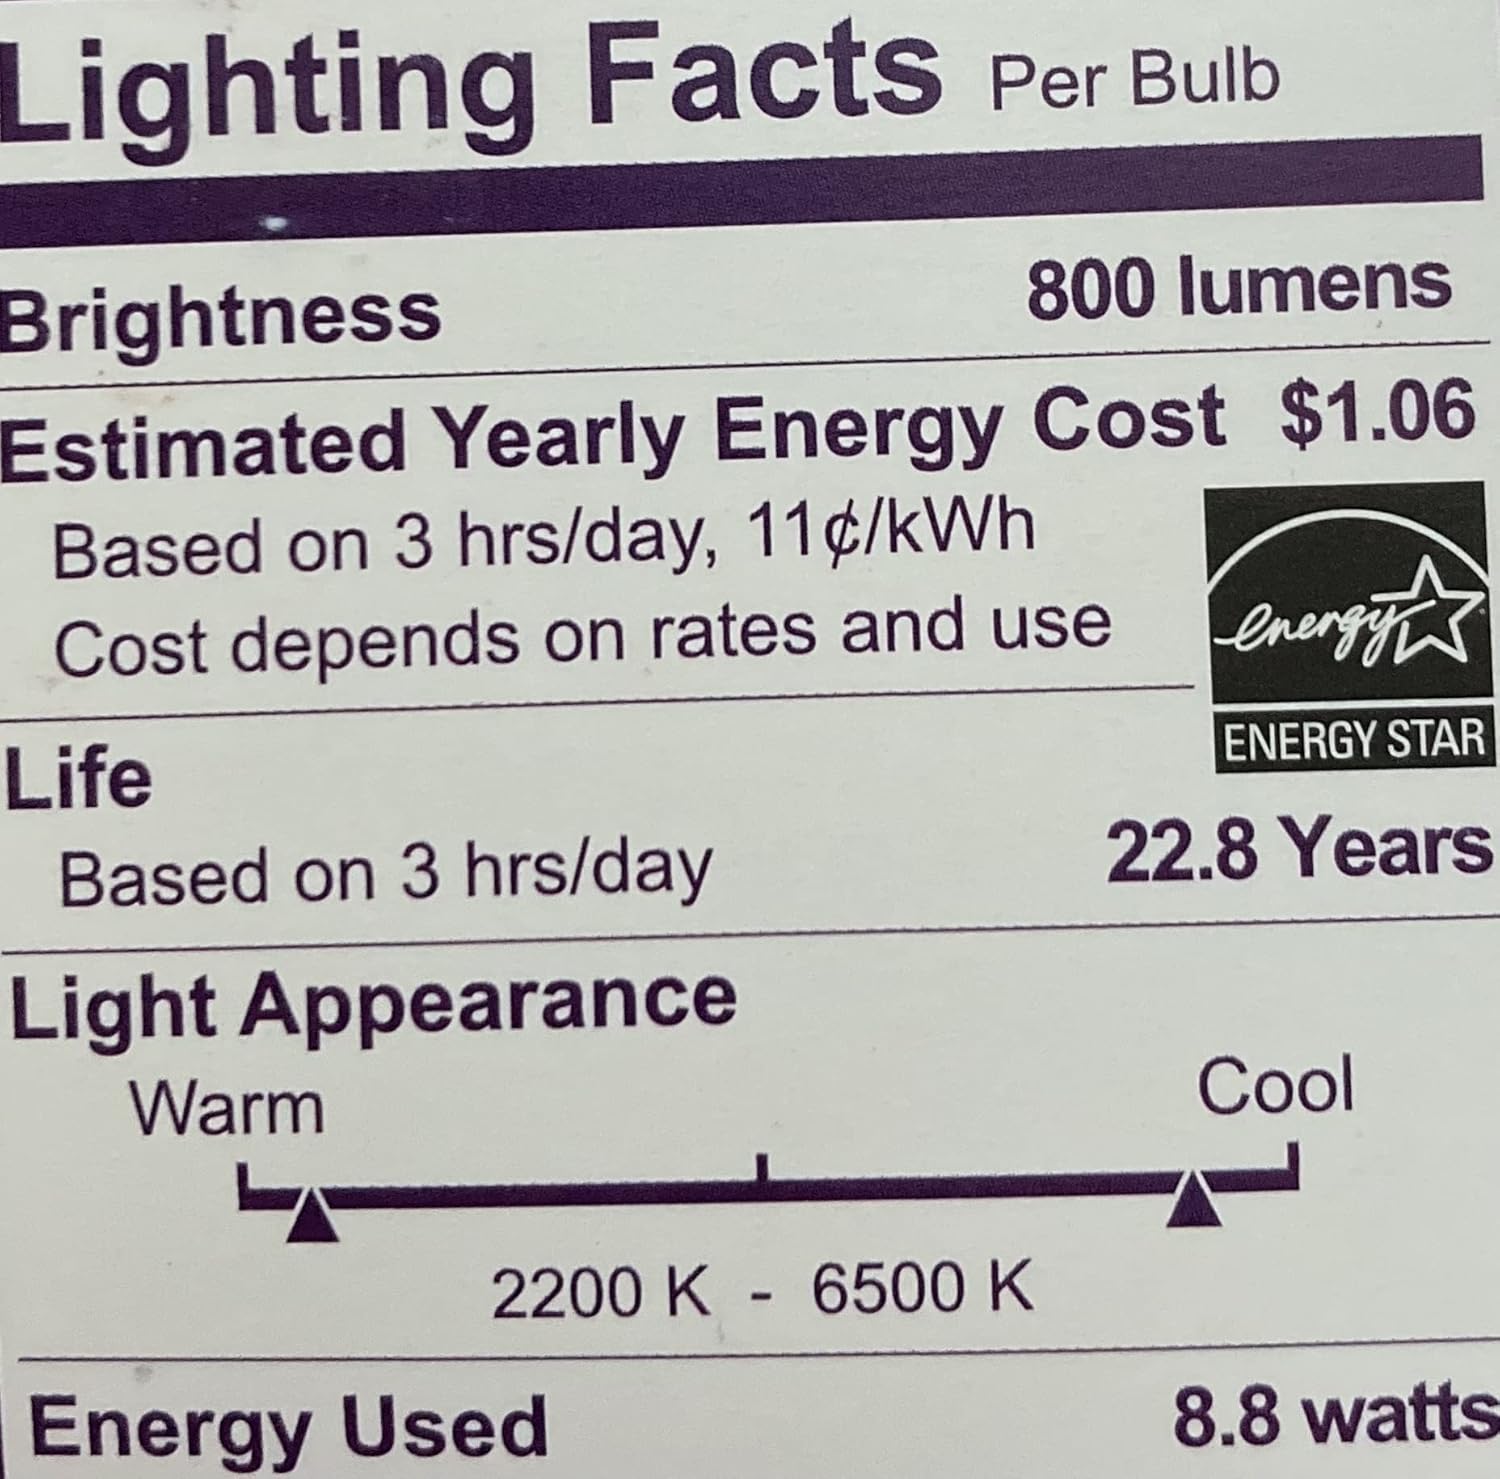 Lighting Facts Per Bulb
Brightness 800 lumens
Estimated Yearly Energy Cost $1.06
Based on 3 hrs/day, 11¢/kWh
Cost depends on rates and use
energy
ENERGY STAR
Life
Based on 3 hrs/day 22.8 Years
Light Appearance
Warm Cool
2200 K - 6500 K
Energy Used 8.8 watts